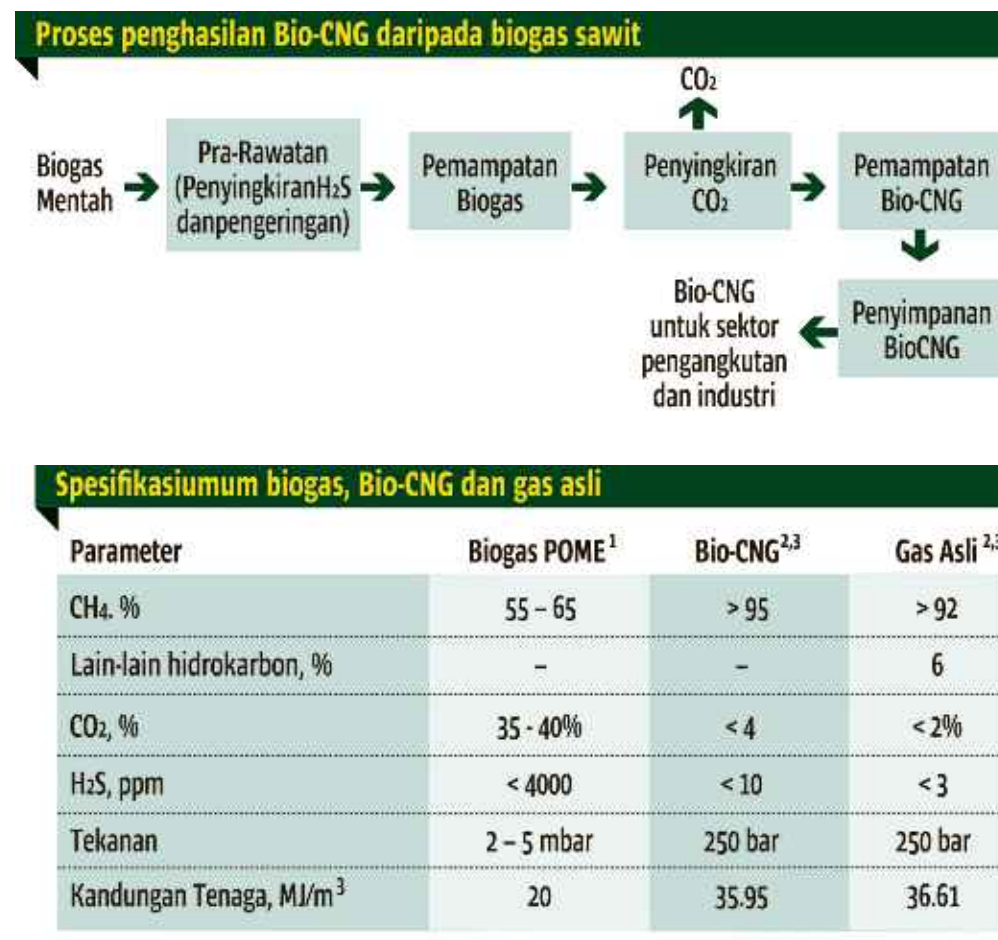 Proses penghasilan Bio-CNG daripada biogas sawit
CO₂
Biogas
Mentah
Pra-Rawatan
(PenyingkiranH₂S
danpengeringan)
Pemampatan
Biogas
Penyingkiran
CO₂
Pemampatan
Bio-CNG
Penyimpanan
BioCNG
Bio-CNG
untuk sektor
pengangkutan
dan industri
Spesifikasiumum biogas, Bio-CNG dan gas asli
Parameter Biogas POME¹ Bio-CNG²,³ Gas Asli²,³
CH₄. % 55 – 65 > 95 > 92
Lain-lain hidrokarbon, % – – 6
CO₂, % 35 - 40% < 4 < 2%
H₂S, ppm < 4000 < 10 < 3
Tekanan 2 – 5 mbar 250 bar 250 bar
Kandungan Tenaga, MJ/m³ 20 35.95 36.61